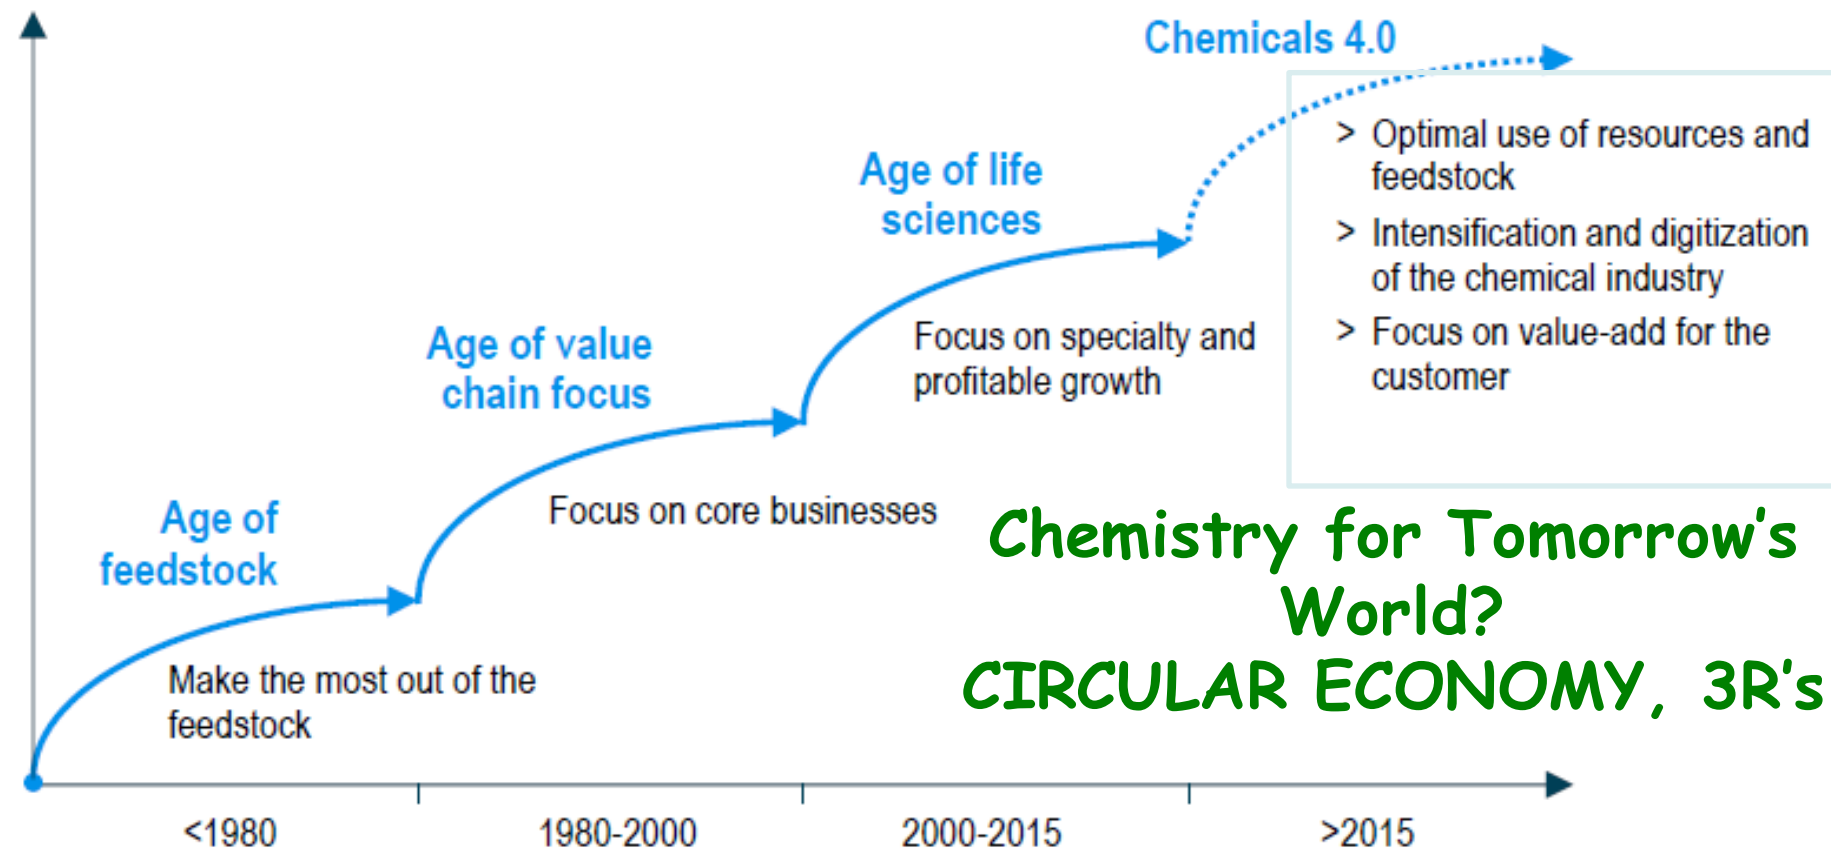 Chemicals 4.0
> Optimal use of resources and
feedstock
> Intensification and digitization
of the chemical industry
> Focus on value-add for the
customer
Age of life
sciences
Focus on specialty and
profitable growth
Age of value
chain focus
Focus on core businesses
Age of
feedstock
Make the most out of the
feedstock
Chemistry for Tomorrow's
World?
CIRCULAR ECONOMY, 3R's
<1980
1980-2000
2000-2015
>2015